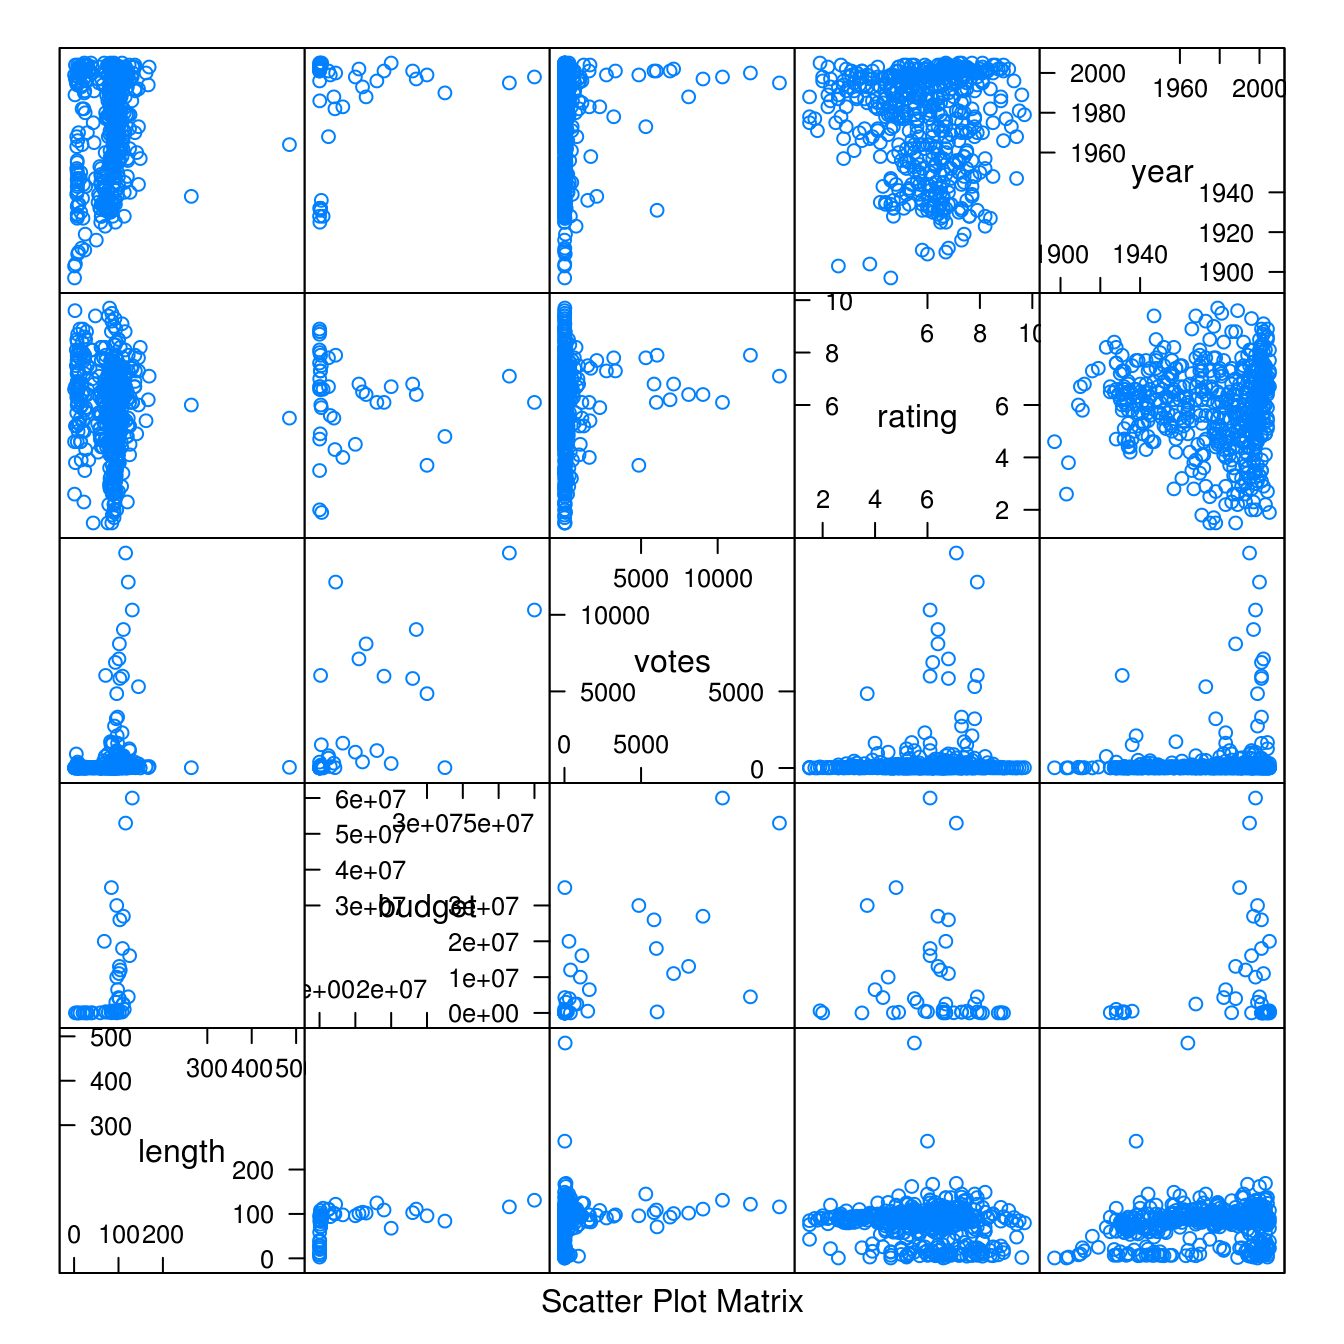 1960 2000
2000
1980
1960
year
1940
1920
1900
1900 1940
10
6 8 10
8
6
rating
6
4
2
2 4 6
5000 10000
10000
votes
5000 5000
0 5000
0
6e+07
3e+075e+07
5e+07
4e+07
3e+07 budget 3e+07
2e+07
1e+07
e+002e+07
0e+00
500
300 400 50
400
300
length
200
100
0 100 200
0
Scatter Plot Matrix